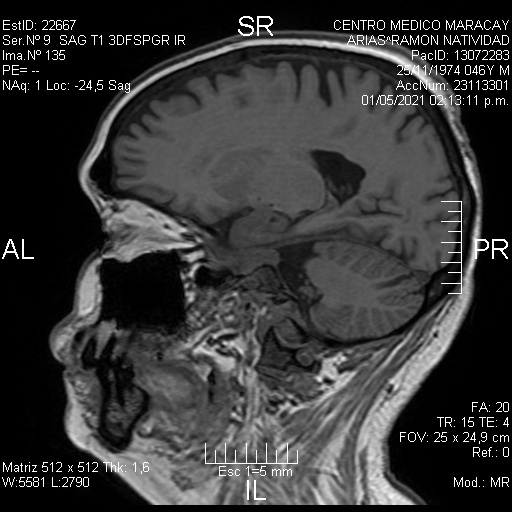 EstID: 22667
Ser.Nº 9 SAG T1 3DFSPGR IR
Ima.Nº 135
PE= --
NAq: 1 Loc: -24,5 Sag
SR
CENTRO MEDICO MARACAY
ARIAS^RAMON NATIVIDAD
PacID: 13072283
25/11/1974 046Y M
AccNum: 23113301
01/05/2021 02:13:11 p.m.
AL
PR
FA: 20
TR: 15 TE: 4
FOV: 25 x 24,9 cm
Ref.: 0
Matriz 512 x 512 Thk: 1,6
W:5581 L:2790
Esc 1=5 mm
IL
Mod.: MR